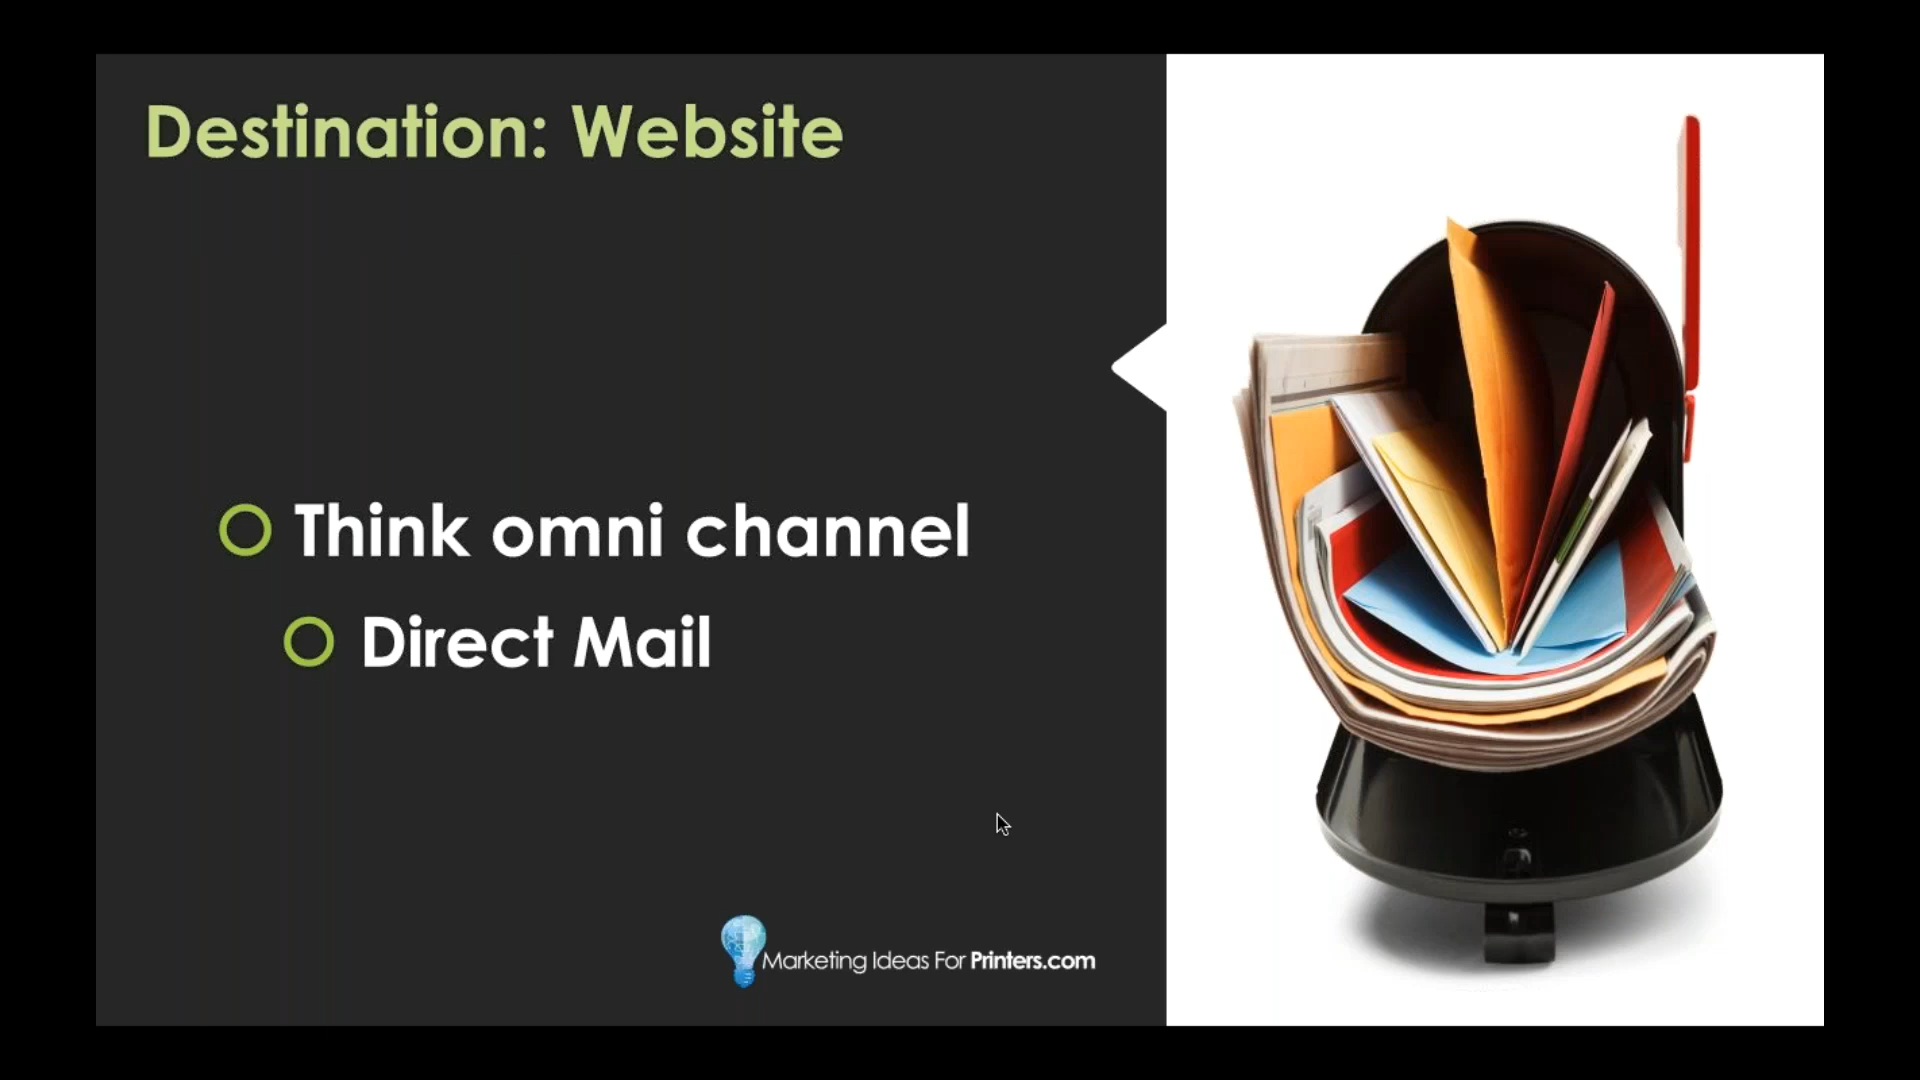 Destination: Website
Think omni channel
Direct Mail
Marketing Ideas For Printers.com